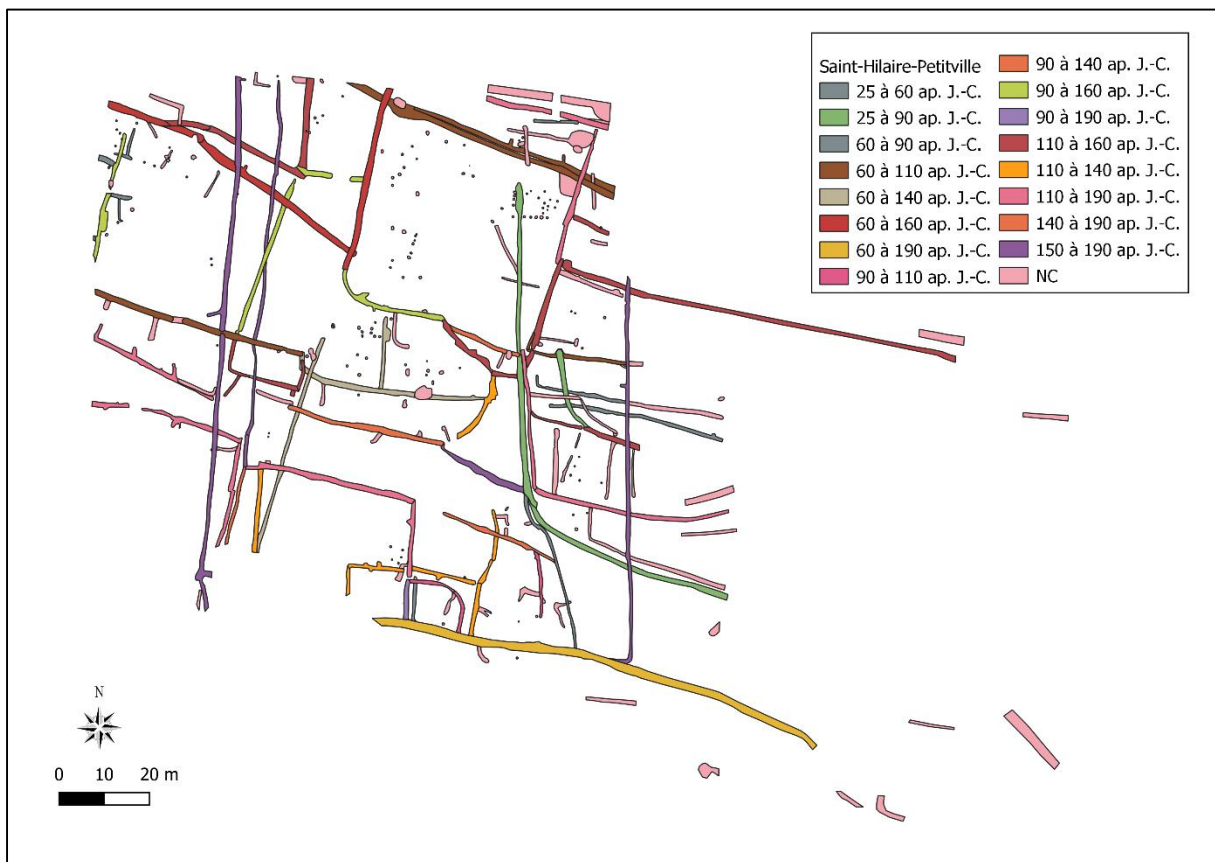 Saint-Hilaire-Petitville
25 à 60 ap. J.-C.
25 à 90 ap. J.-C.
60 à 90 ap. J.-C.
60 à 110 ap. J.-C.
60 à 140 ap. J.-C.
60 à 160 ap. J.-C.
60 à 190 ap. J.-C.
90 à 110 ap. J.-C.
90 à 140 ap. J.-C.
90 à 160 ap. J.-C.
90 à 190 ap. J.-C.
110 à 160 ap. J.-C.
110 à 140 ap. J.-C.
110 à 190 ap. J.-C.
140 à 190 ap. J.-C.
150 à 190 ap. J.-C.
NC
N
0 10 20 m